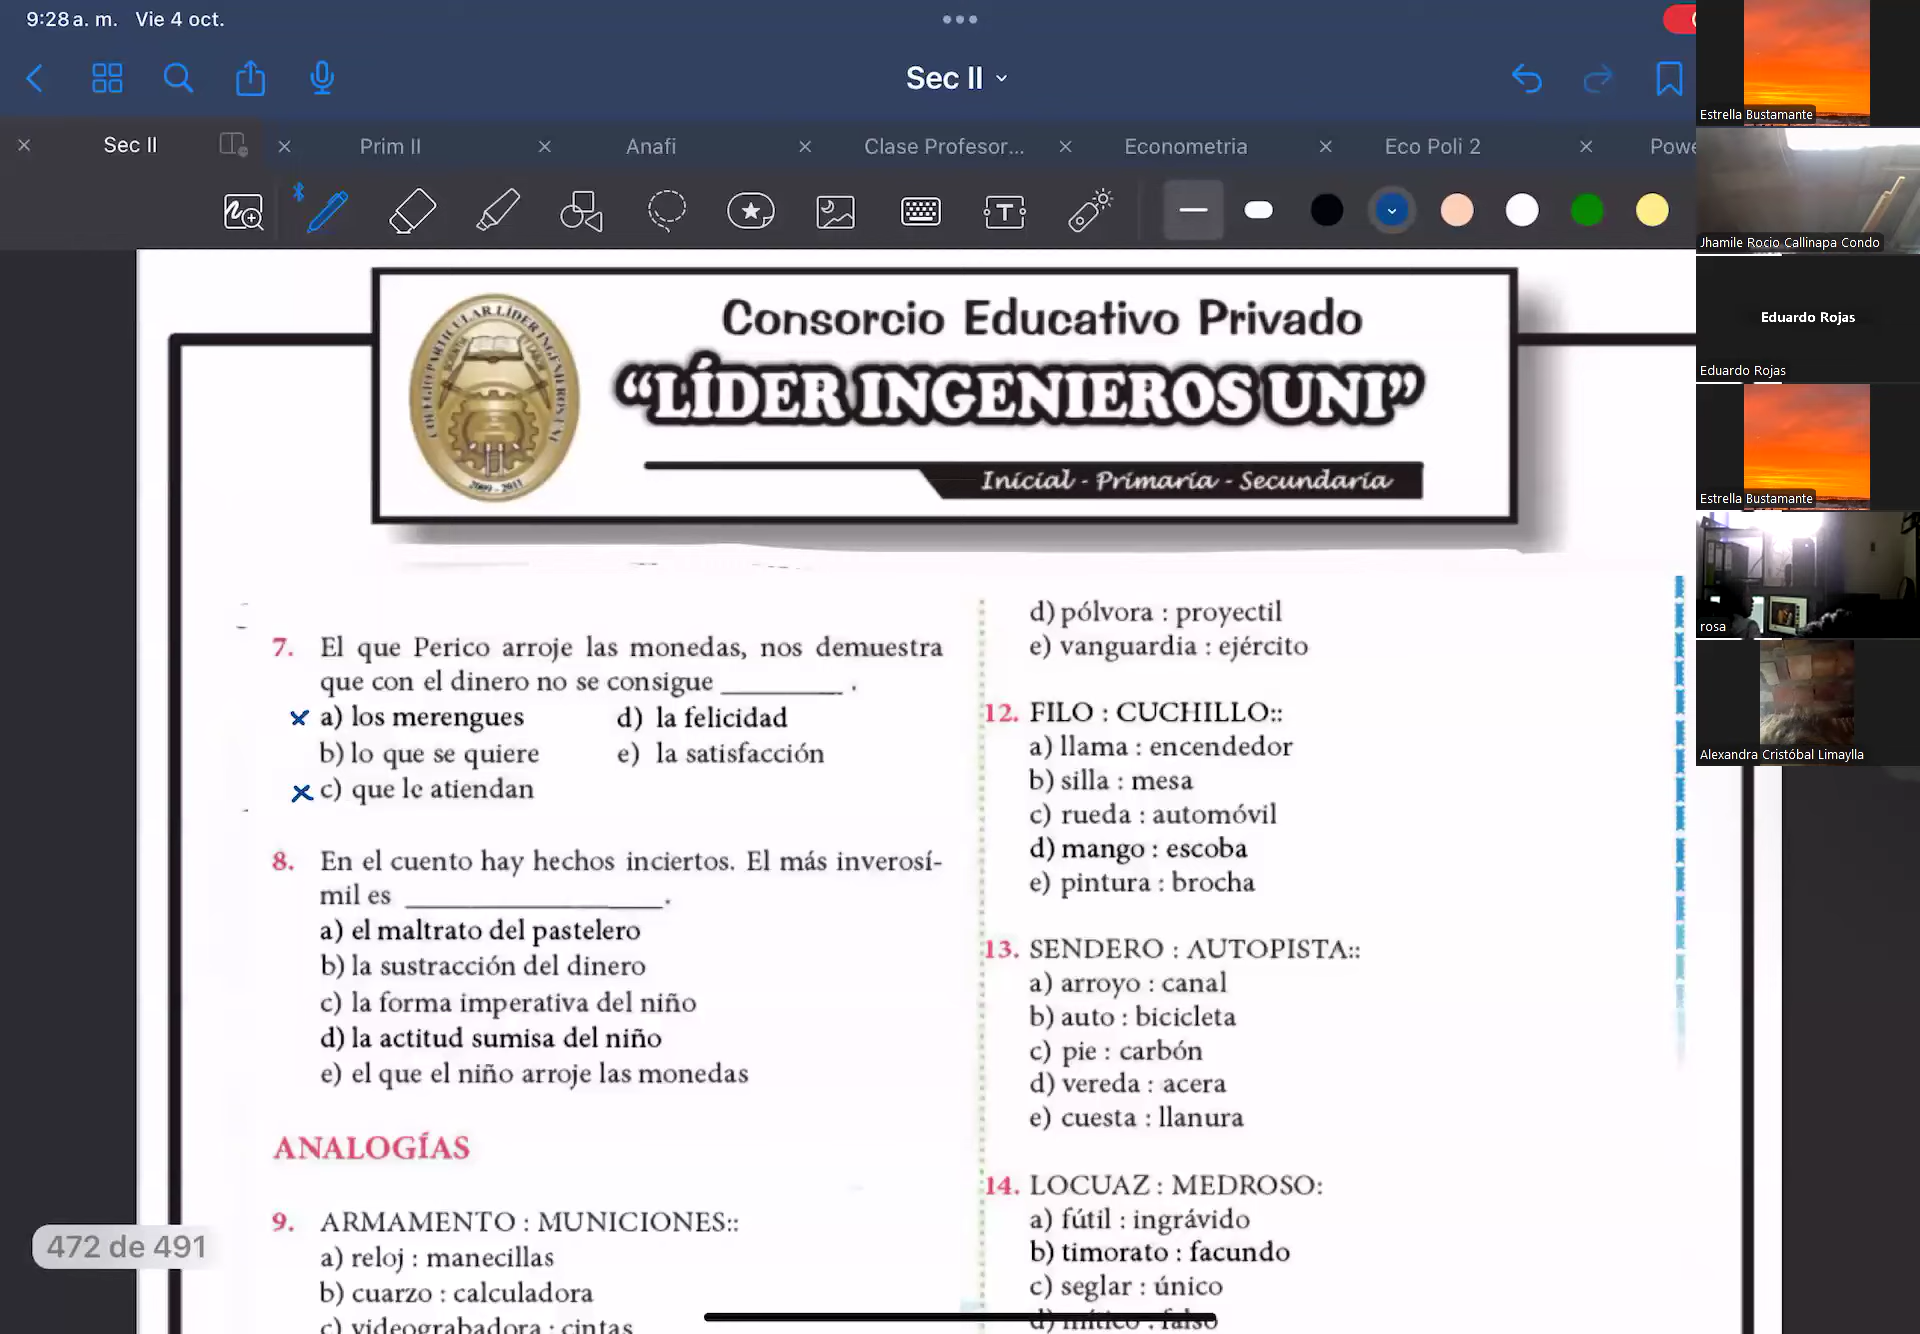 9:28 a. m. Vie 4 oct.
Sec II
Sec II
Prim II
Anafi
Clase Profesor...
Econometria
Eco Poli 2
Powe
Consorcio Educativo Privado
“LÍDER INGENIEROS UNI”
Inicial - Primaria - Secundaria
7. El que Perico arroje las monedas, nos demuestra
que con el dinero no se consigue ________ .
a) los merengues
b) lo que se quiere
c) que le atiendan
d) la felicidad
e) la satisfacción
8. En el cuento hay hechos inciertos. El más inverosí-
mil es ________________.
a) el maltrato del pastelero
b) la sustracción del dinero
c) la forma imperativa del niño
d) la actitud sumisa del niño
e) el que el niño arroje las monedas
ANALOGÍAS
9. ARMAMENTO : MUNICIONES::
a) reloj : manecillas
b) cuarzo : calculadora
c) videograbadora : cintas
d) pólvora : proyectil
e) vanguardia : ejército
12. FILO : CUCHILLO::
a) llama : encendedor
b) silla : mesa
c) rueda : automóvil
d) mango : escoba
e) pintura : brocha
13. SENDERO : AUTOPISTA::
a) arroyo : canal
b) auto : bicicleta
c) pie : carbón
d) vereda : acera
e) cuesta : llanura
14. LOCUAZ : MEDROSO:
a) fútil : ingrávido
b) timorato : facundo
c) seglar : único
d) mítico : falso
472 de 491
Estrella Bustamante
Jhamile Rocio Callinapa Condo
Eduardo Rojas
Eduardo Rojas
Estrella Bustamante
rosa
Alexandra Cristóbal Limaylla